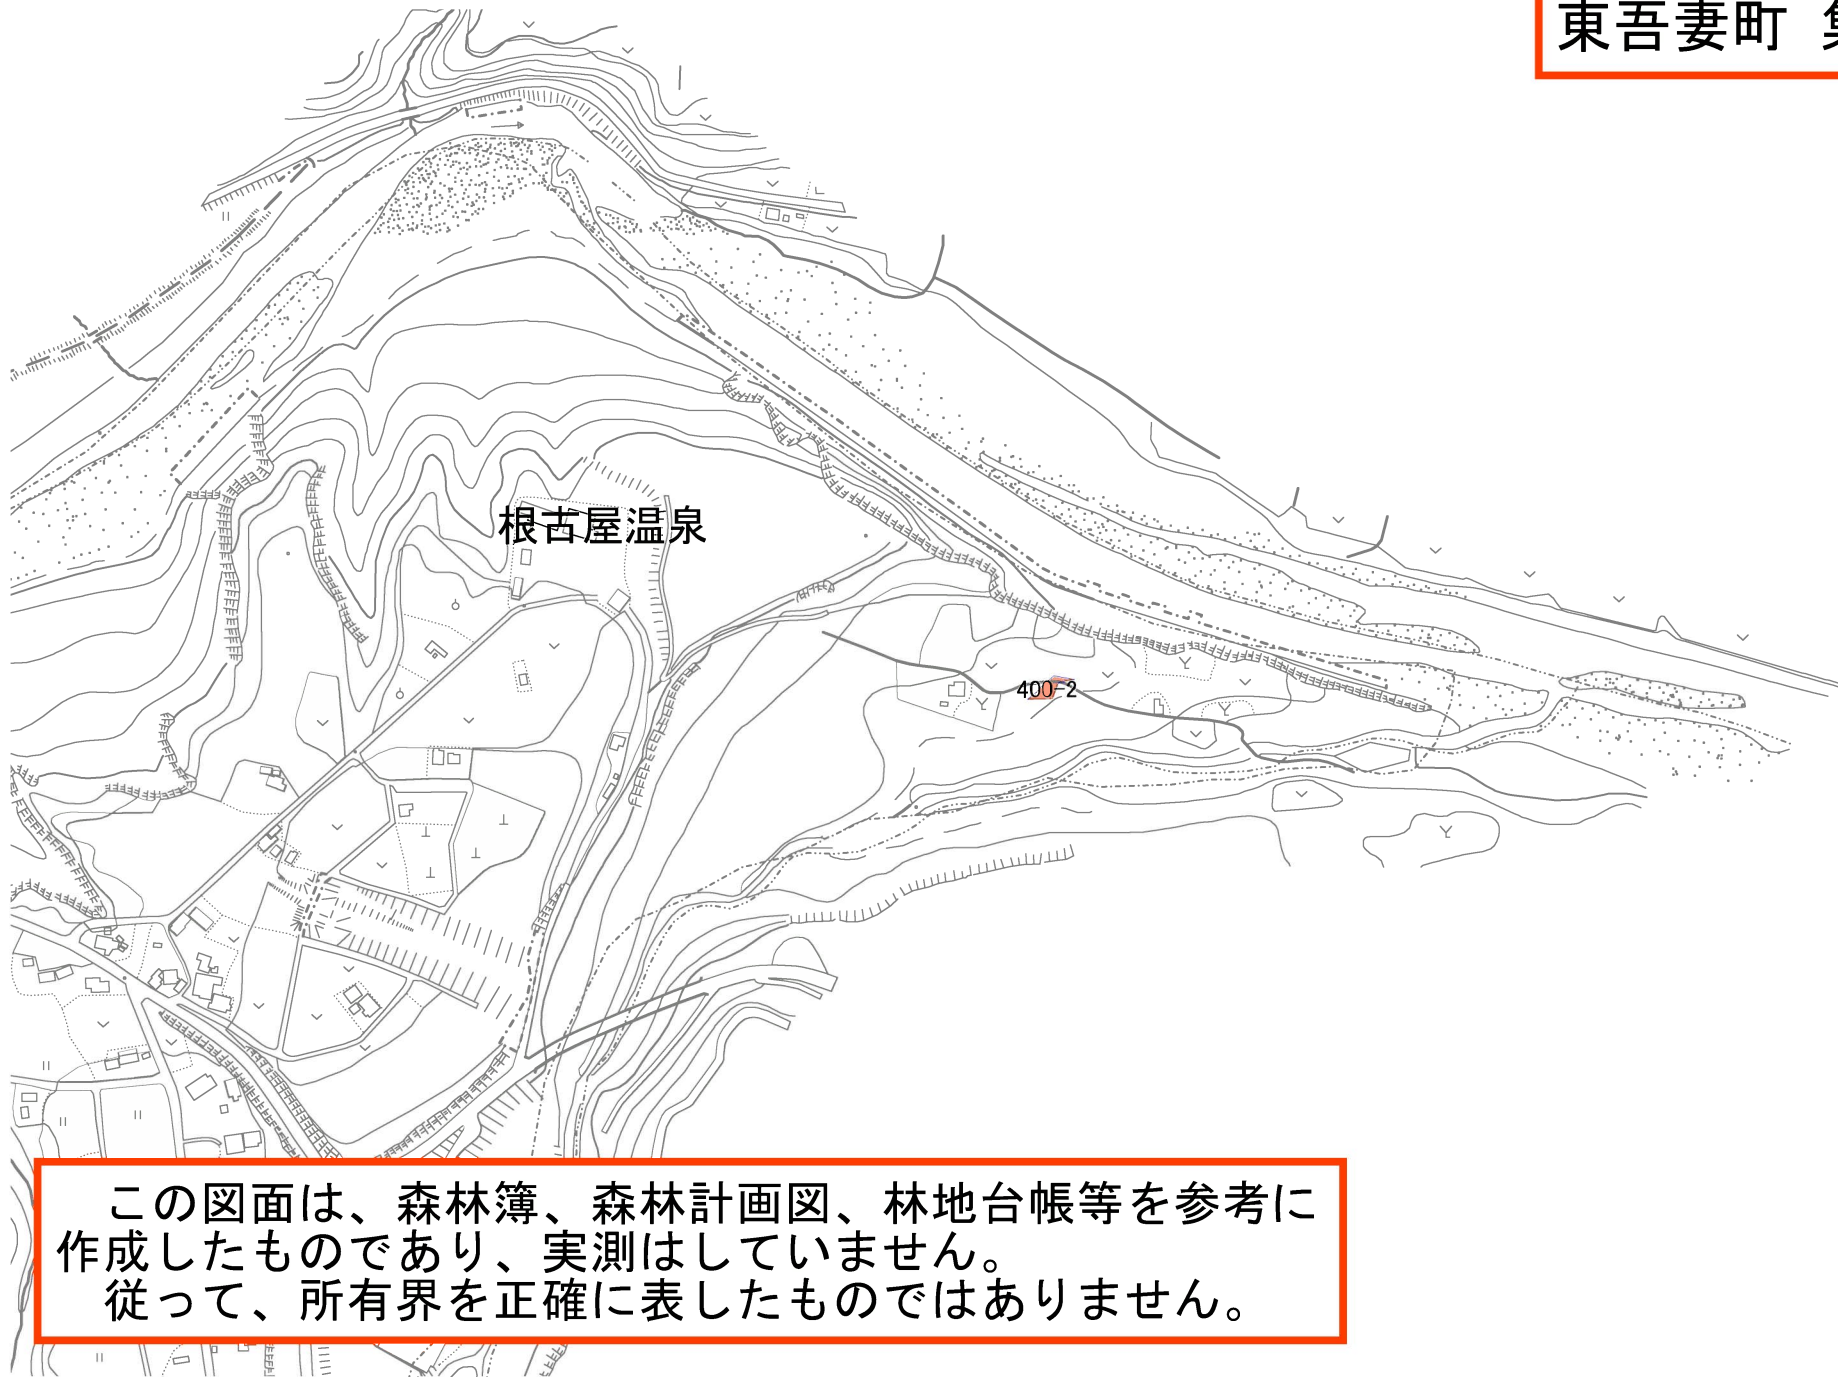 東吾妻町
根古屋温泉
400-2
この図面は、森林簿、森林計画図、林地台帳等を参考に
作成したものであり、実測はしていません。
従って、所有界を正確に表したものではありません。